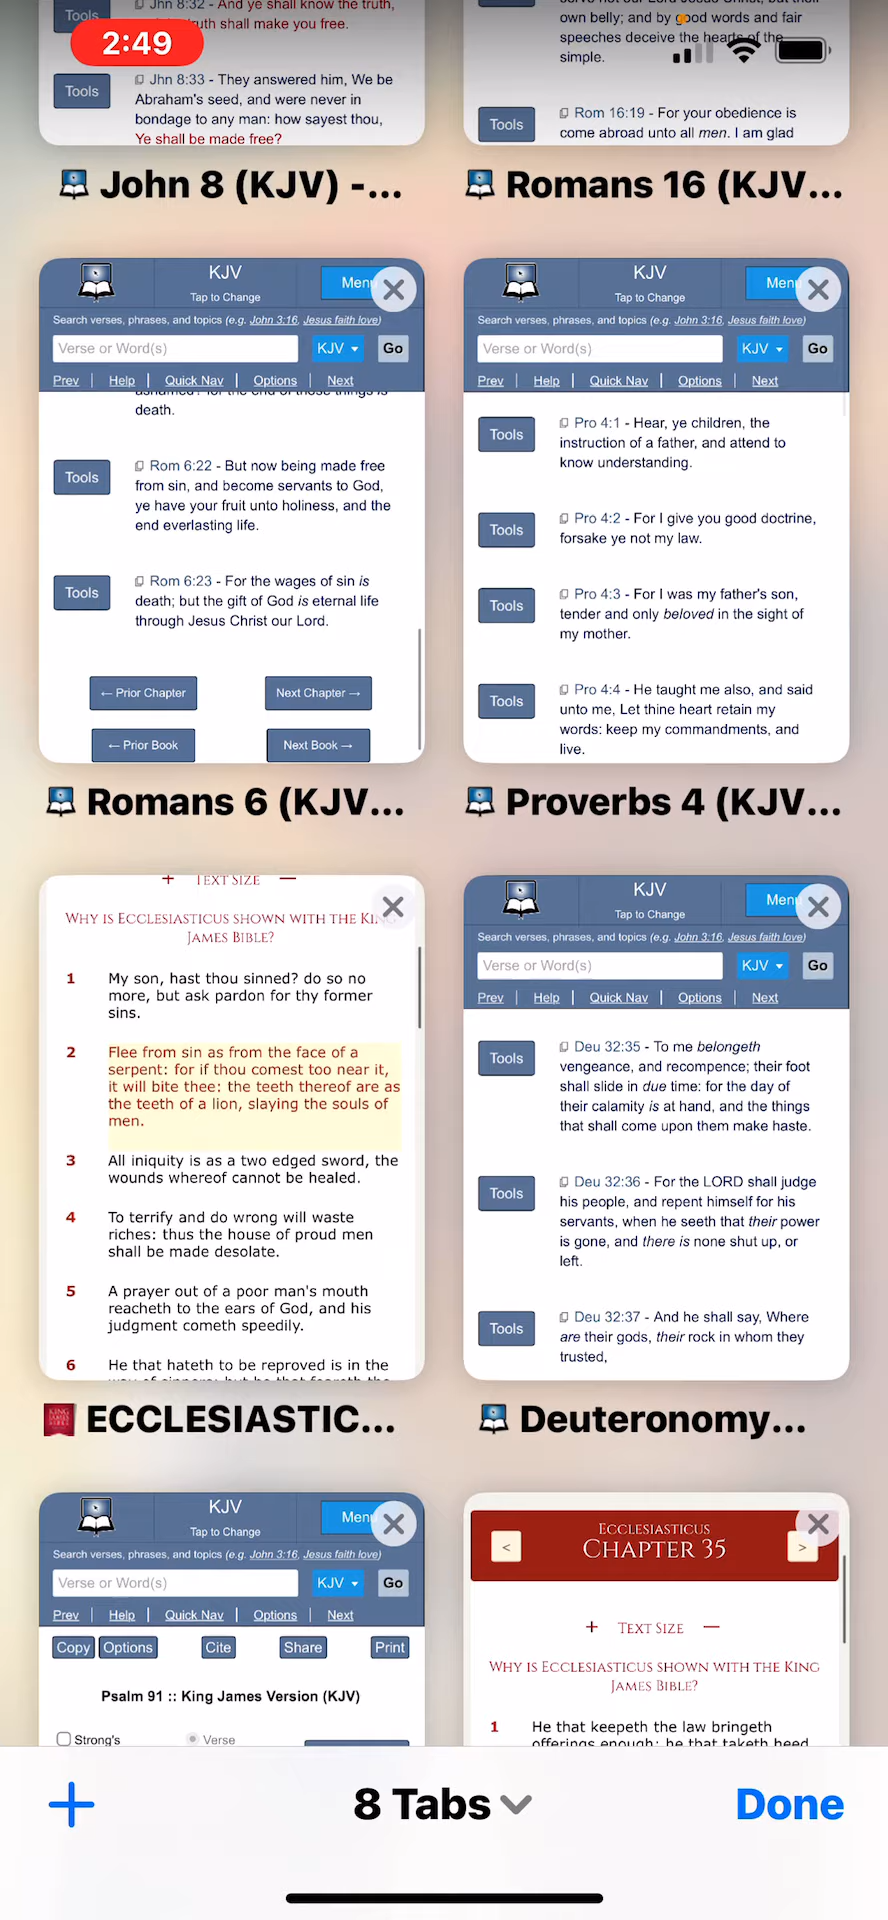 Jhn 8:32 - And ye shall know the truth,
Tools
truth shall make you free.
2:49
Tools
Jhn 8:33 - They answered him, We be
Abraham's seed, and were never in
bondage to any man: how sayest thou,
Ye shall be made free?
John 8 (KJV) -...
own belly; and by good words and fair
speeches deceive the hearts of the
simple.
Tools
Rom 16:19 - For your obedience is
come abroad unto all men. I am glad
Romans 16 (KJV...
KJV
Tap to Change
Menu
Search verses, phrases, and topics (e.g. John 3:16, Jesus faith love)
Verse or Word(s)
KJV
Go
Prev | Help | Quick Nav | Options | Next
ashamed? for the end of those things is
death.
Tools
Rom 6:22 - But now being made free
from sin, and become servants to God,
ye have your fruit unto holiness, and the
end everlasting life.
Tools
Rom 6:23 - For the wages of sin is
death; but the gift of God is eternal life
through Jesus Christ our Lord.
← Prior Chapter
Next Chapter →
← Prior Book
Next Book →
Romans 6 (KJV...
KJV
Tap to Change
Menu
Search verses, phrases, and topics (e.g. John 3:16, Jesus faith love)
Verse or Word(s)
KJV
Go
Prev | Help | Quick Nav | Options | Next
Tools
Pro 4:1 - Hear, ye children, the
instruction of a father, and attend to
know understanding.
Tools
Pro 4:2 - For I give you good doctrine,
forsake ye not my law.
Tools
Pro 4:3 - For I was my father's son,
tender and only beloved in the sight of
my mother.
Tools
Pro 4:4 - He taught me also, and said
unto me, Let thine heart retain my
words: keep my commandments, and
live.
Proverbs 4 (KJV...
+ TEXT SIZE —
WHY IS ECCLESIASTICUS SHOWN WITH THE KING
JAMES BIBLE?
1 My son, hast thou sinned? do so no
more, but ask pardon for thy former
sins.
2 Flee from sin as from the face of a
serpent: for if thou comest too near it,
it will bite thee: the teeth thereof are as
the teeth of a lion, slaying the souls of
men.
3 All iniquity is as a two edged sword, the
wounds whereof cannot be healed.
4 To terrify and do wrong will waste
riches: thus the house of proud men
shall be made desolate.
5 A prayer out of a poor man's mouth
reacheth to the ears of God, and his
judgment cometh speedily.
6 He that hateth to be reproved is in the
KING JAMES
ECCLESIASTIC...
KJV
Tap to Change
Menu
Search verses, phrases, and topics (e.g. John 3:16, Jesus faith love)
Verse or Word(s)
KJV
Go
Prev | Help | Quick Nav | Options | Next
Tools
Deu 32:35 - To me belongeth
vengeance, and recompence; their foot
shall slide in due time: for the day of
their calamity is at hand, and the things
that shall come upon them make haste.
Tools
Deu 32:36 - For the LORD shall judge
his people, and repent himself for his
servants, when he seeth that their power
is gone, and there is none shut up, or
left.
Tools
Deu 32:37 - And he shall say, Where
are their gods, their rock in whom they
trusted,
Deuteronomy...
KJV
Tap to Change
Menu
Search verses, phrases, and topics (e.g. John 3:16, Jesus faith love)
Verse or Word(s)
KJV
Go
Prev | Help | Quick Nav | Options | Next
Copy
Options
Cite
Share
Print
Psalm 91 :: King James Version (KJV)
Strong's
Verse
ECCLESIASTICUS
< CHAPTER 35 >
+ TEXT SIZE —
WHY IS ECCLESIASTICUS SHOWN WITH THE KING
JAMES BIBLE?
1 He that keepeth the law bringeth
offerings enough: he that taketh heed
+
8 Tabs
Done